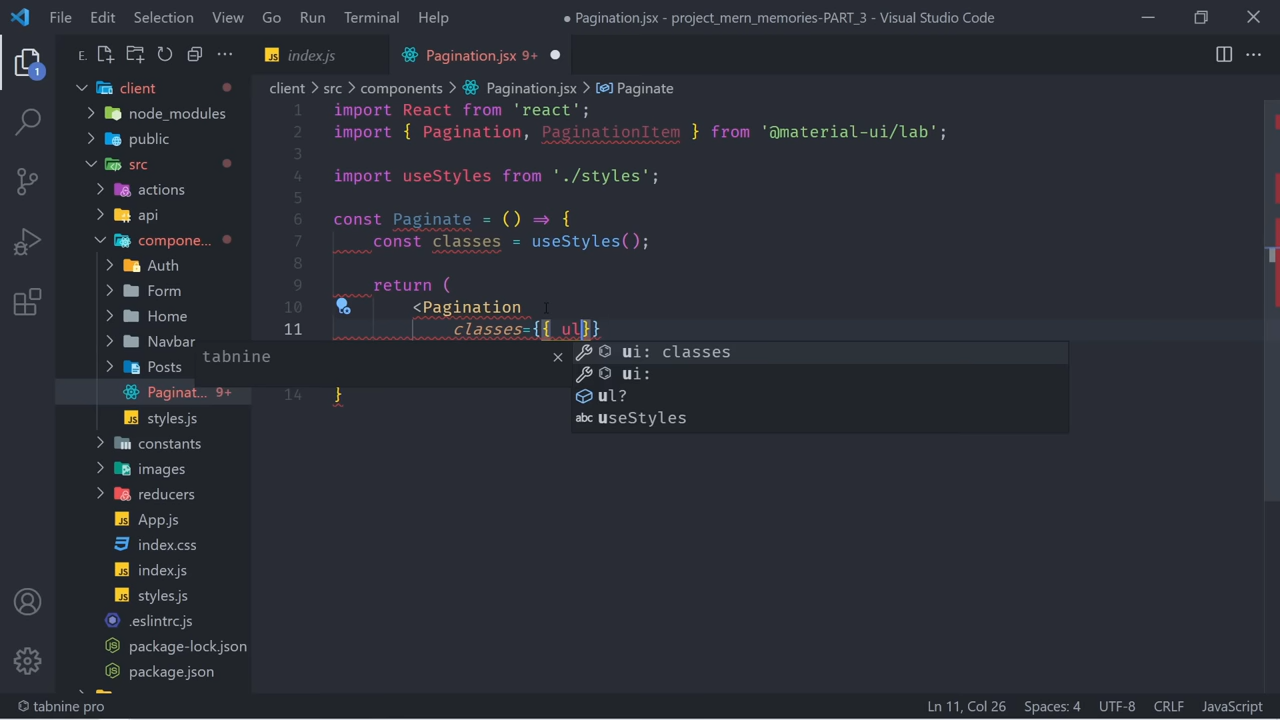 File Edit Selection View Go Run Terminal Help
● Pagination.jsx - project_mern_memories-PART_3 - Visual Studio Code
1
E.
index.js
Pagination.jsx 9+
client
node_modules
public
src
actions
api
compone...
Auth
Form
Home
Navbar
Posts
Paginat... 9+
styles.js
constants
images
reducers
App.js
index.css
index.js
styles.js
.eslintrc.js
package-lock.json
package.json
client > src > components > Pagination.jsx > Paginate
1 import React from 'react';
2 import { Pagination, PaginationItem } from '@material-ui/lab';
3
4 import useStyles from './styles';
5
6 const Paginate = () => {
7 const classes = useStyles();
8
9 return (
10 <Pagination
11 classes={{ ul}}
14 }
tabnine
ui: classes
ui:
ul?
abc useStyles
tabnine pro
Ln 11, Col 26 Spaces: 4 UTF-8 CRLF JavaScript